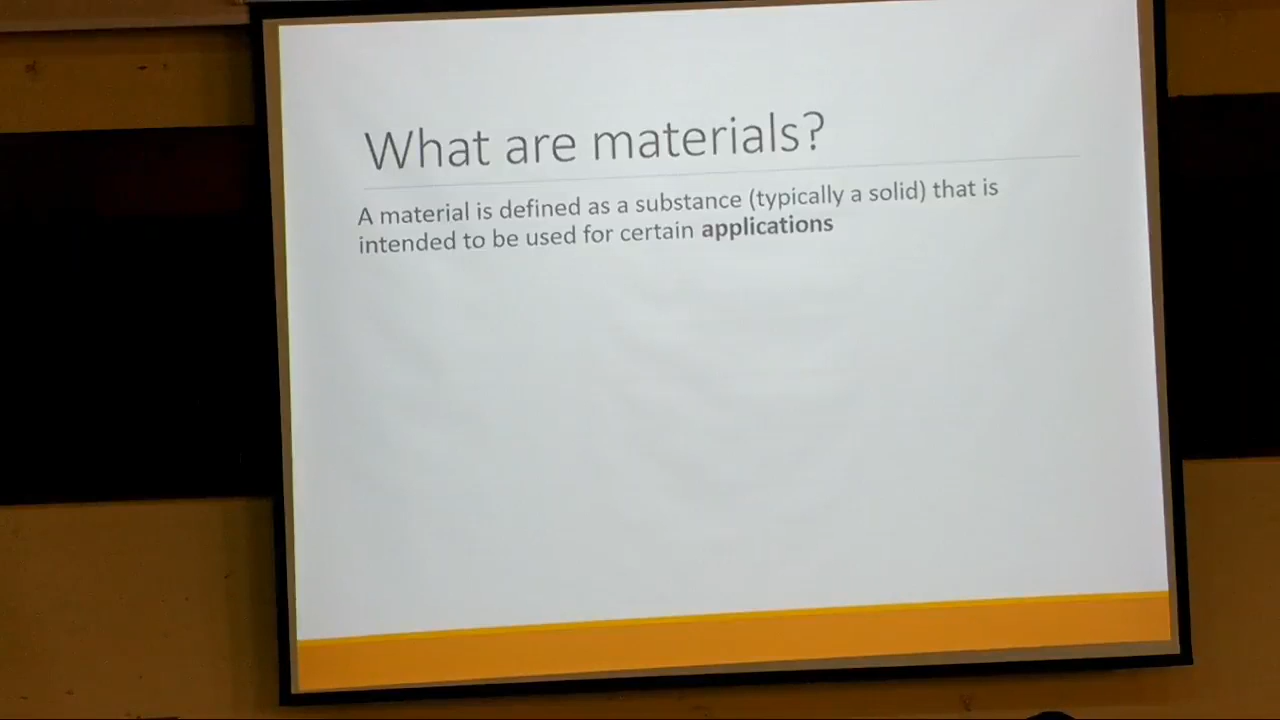 What are materials?
A material is defined as a substance (typically a solid) that is
intended to be used for certain applications